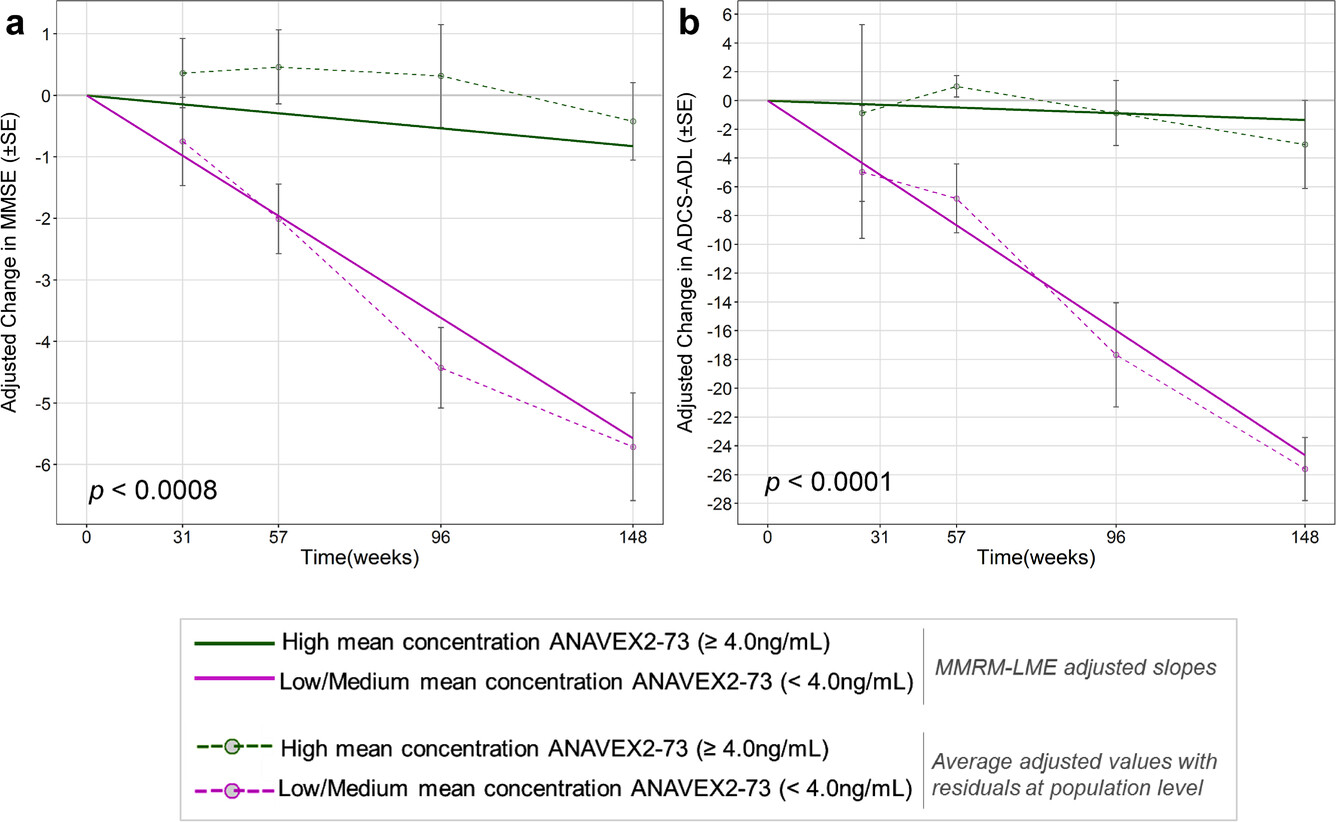 a
Adjusted Change in MMSE (±SE)
1
0
-1
-2
-3
-4
-5
-6
p < 0.0008
0 31 57 96 148
Time(weeks)
b
Adjusted Change in ADCS-ADL (±SE)
6
4
2
0
-2
-4
-6
-8
-10
-12
-14
-16
-18
-20
-22
-24
-26
-28
p < 0.0001
0 31 57 96 148
Time(weeks)
High mean concentration ANAVEX2-73 (≥ 4.0ng/mL)
Low/Medium mean concentration ANAVEX2-73 (< 4.0ng/mL)
MMRM-LME adjusted slopes
High mean concentration ANAVEX2-73 (≥ 4.0ng/mL)
Low/Medium mean concentration ANAVEX2-73 (< 4.0ng/mL)
Average adjusted values with
residuals at population level